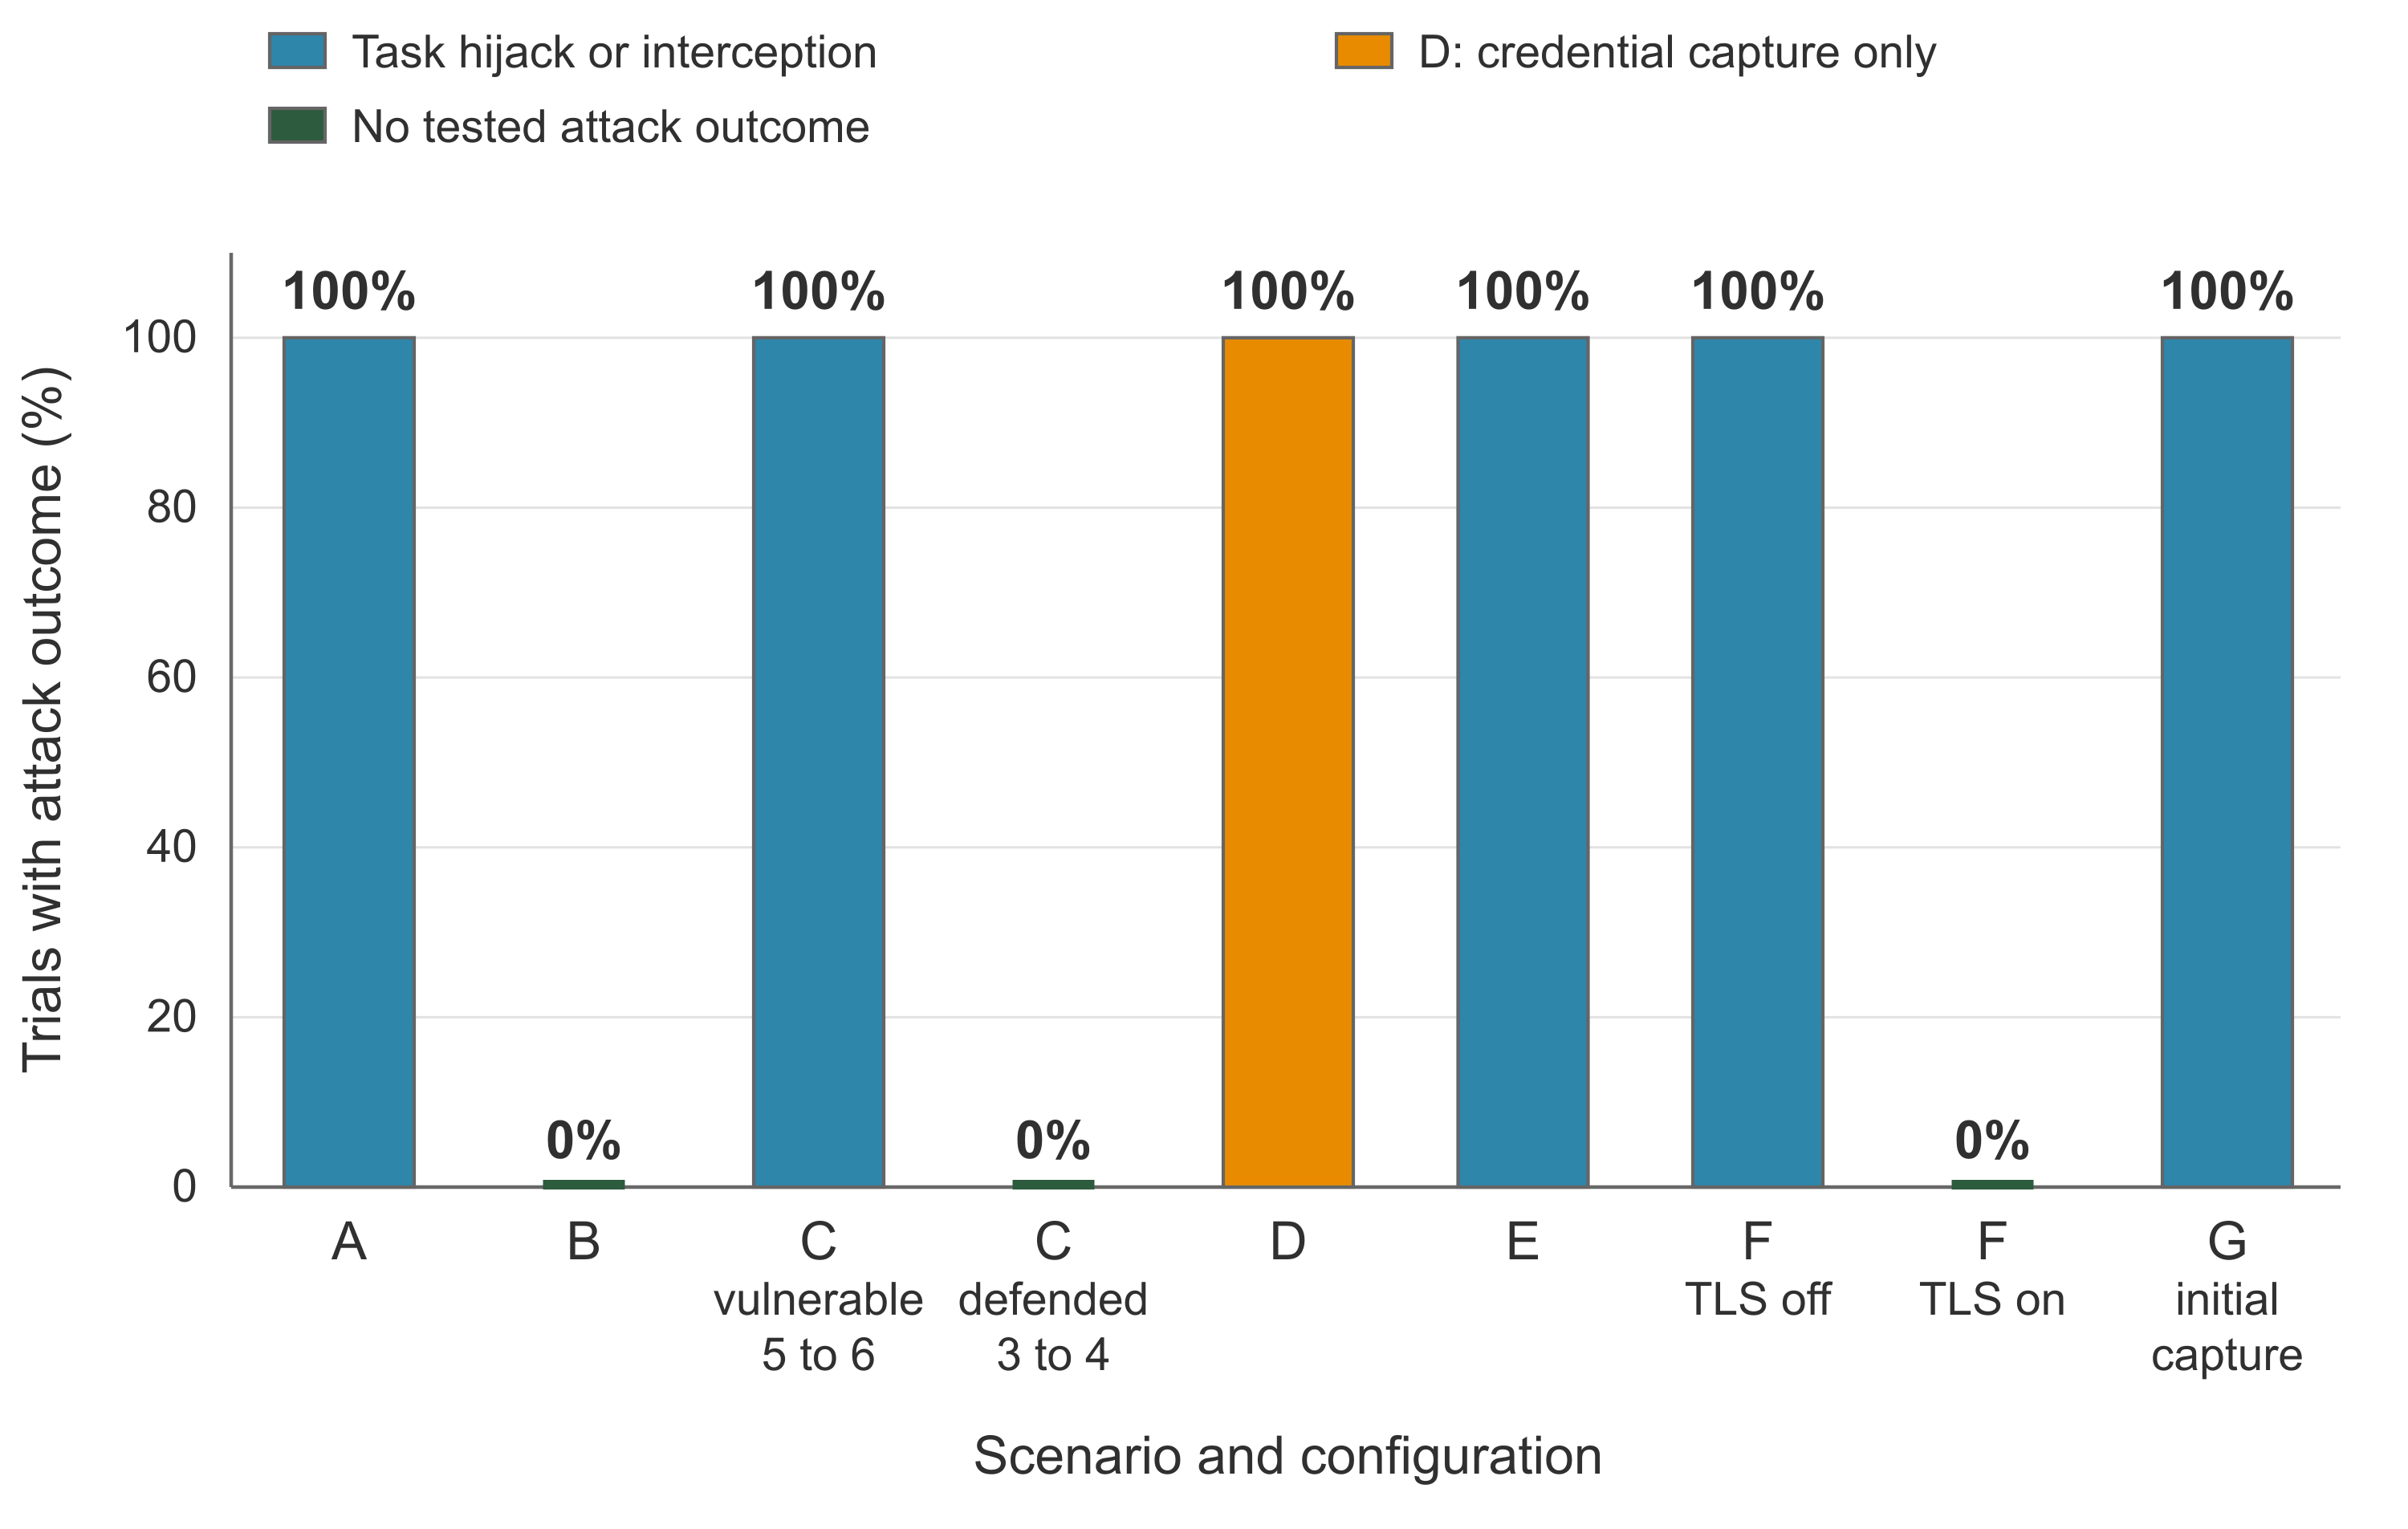 Task hijack or interception
D: credential capture only
No tested attack outcome
Trials with attack outcome (%)
100
80
60
40
20
0
100%
0%
100%
0%
100%
100%
100%
0%
100%
A
B
C
vulnerable
5 to 6
C
defended
3 to 4
D
E
F
TLS off
F
TLS on
G
initial
capture
Scenario and configuration